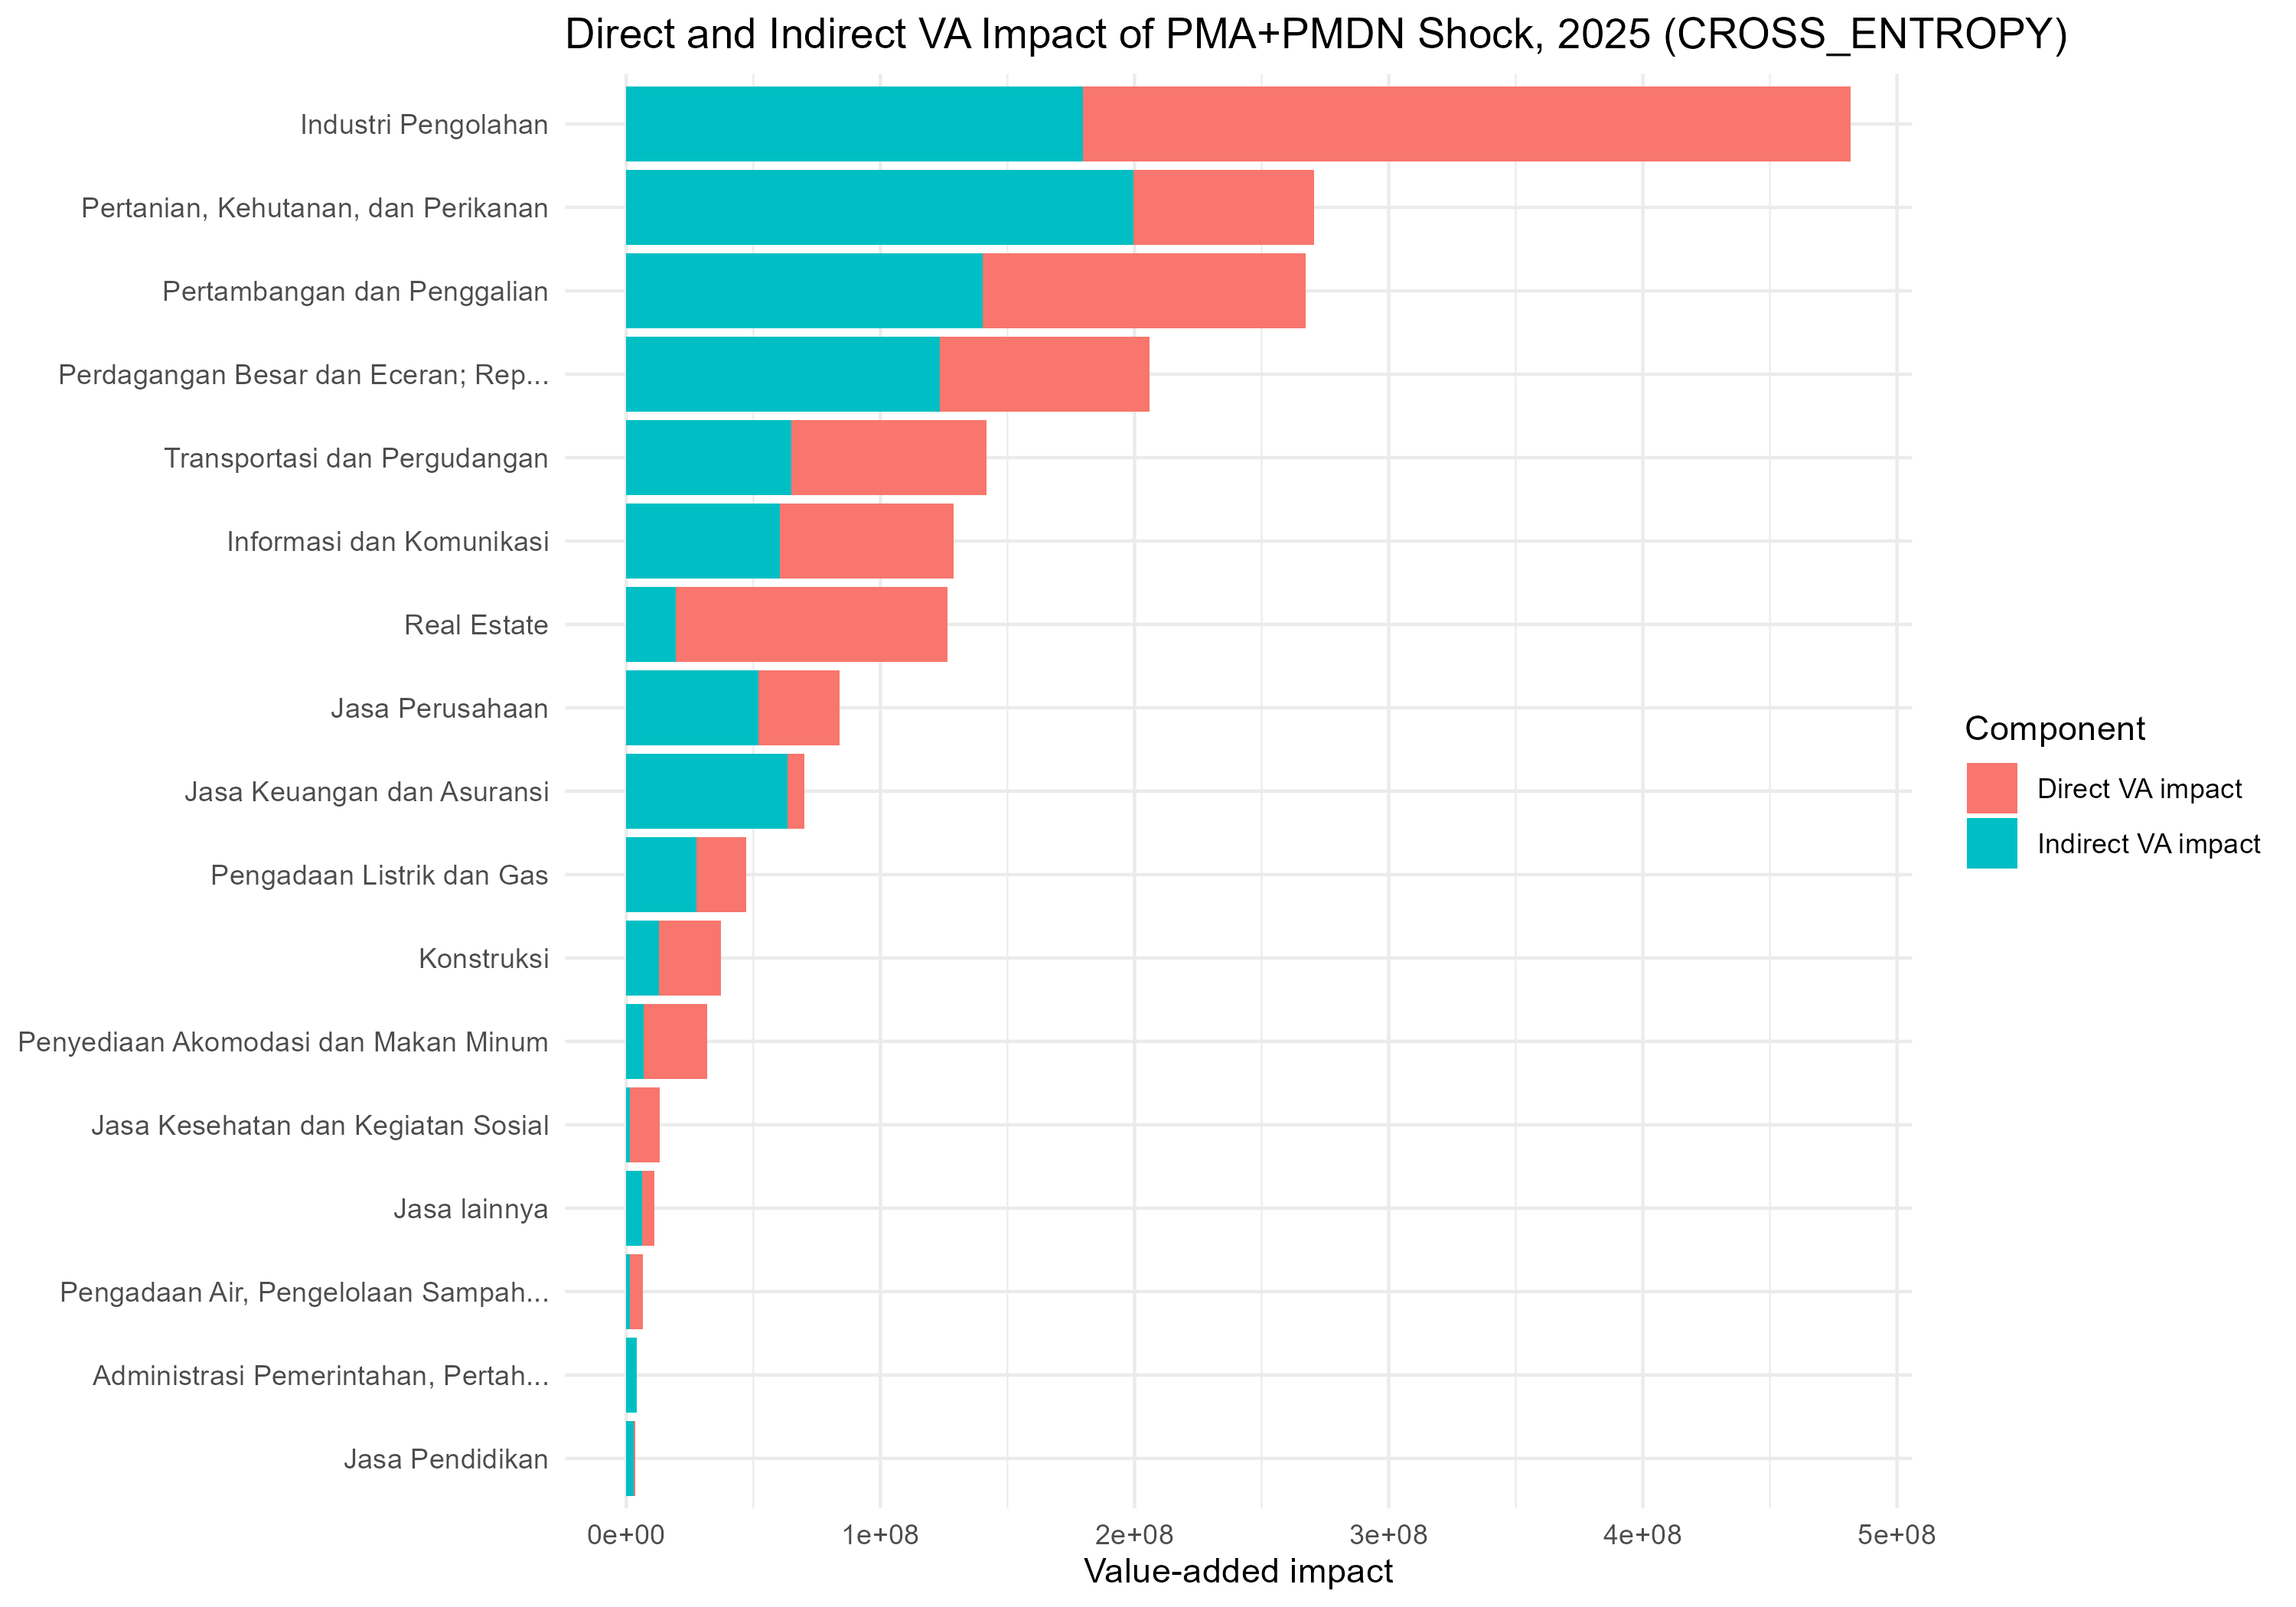 Direct and Indirect VA Impact of PMA+PMDN Shock, 2025 (CROSS_ENTROPY)
Industri Pengolahan
Pertanian, Kehutanan, dan Perikanan
Pertambangan dan Penggalian
Perdagangan Besar dan Eceran; Rep...
Transportasi dan Pergudangan
Informasi dan Komunikasi
Real Estate
Jasa Perusahaan
Jasa Keuangan dan Asuransi
Pengadaan Listrik dan Gas
Konstruksi
Penyediaan Akomodasi dan Makan Minum
Jasa Kesehatan dan Kegiatan Sosial
Jasa lainnya
Pengadaan Air, Pengelolaan Sampah...
Administrasi Pemerintahan, Pertah...
Jasa Pendidikan
0e+00 1e+08 2e+08 3e+08 4e+08 5e+08
Value-added impact
Component
Direct VA impact
Indirect VA impact